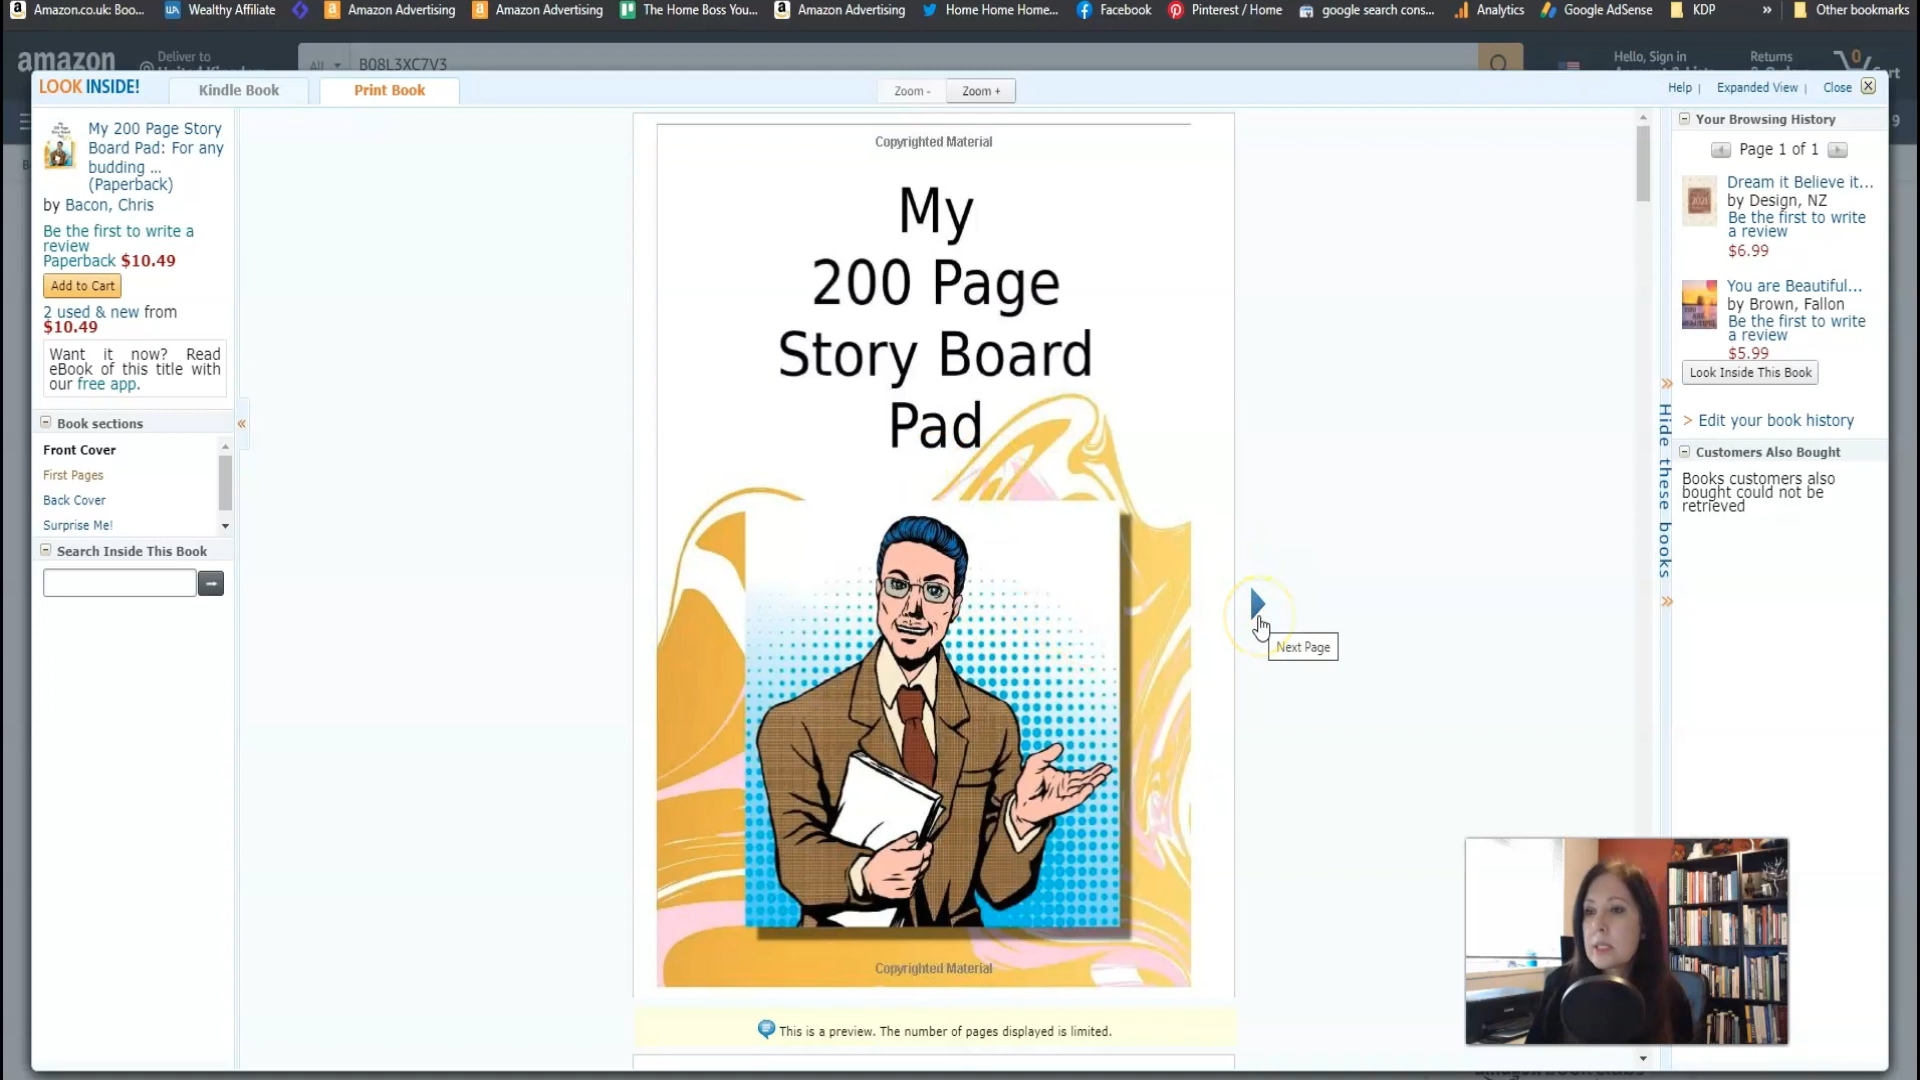 Amazon.co.uk: Boo...
Wealthy Affiliate
Amazon Advertising
Amazon Advertising
The Home Boss You...
Amazon Advertising
Home Home Home...
Facebook
Pinterest / Home
google search cons...
Analytics
Google AdSense
KDP
»
Other bookmarks
amazon
Deliver to
All
B08L3XC7V3
Hello, Sign in
Returns
0
Cart
LOOK INSIDE!
Kindle Book
Print Book
Zoom -
Zoom +
Help |
Expanded View |
Close
My 200 Page Story
Board Pad: For any
budding ...
(Paperback)
by Bacon, Chris
Be the first to write a
review
Paperback $10.49
Add to Cart
2 used & new from
$10.49
Want it now? Read
eBook of this title with
our free app.
Book sections
Front Cover
First Pages
Back Cover
Surprise Me!
Search Inside This Book
Copyrighted Material
My
200 Page
Story Board
Pad
Copyrighted Material
Next Page
This is a preview. The number of pages displayed is limited.
Hide these books
Your Browsing History
Page 1 of 1
Dream it Believe it...
by Design, NZ
Be the first to write
a review
$6.99
You are Beautiful...
by Brown, Fallon
Be the first to write
a review
$5.99
Look Inside This Book
> Edit your book history
Customers Also Bought
Books customers also
bought could not be
retrieved